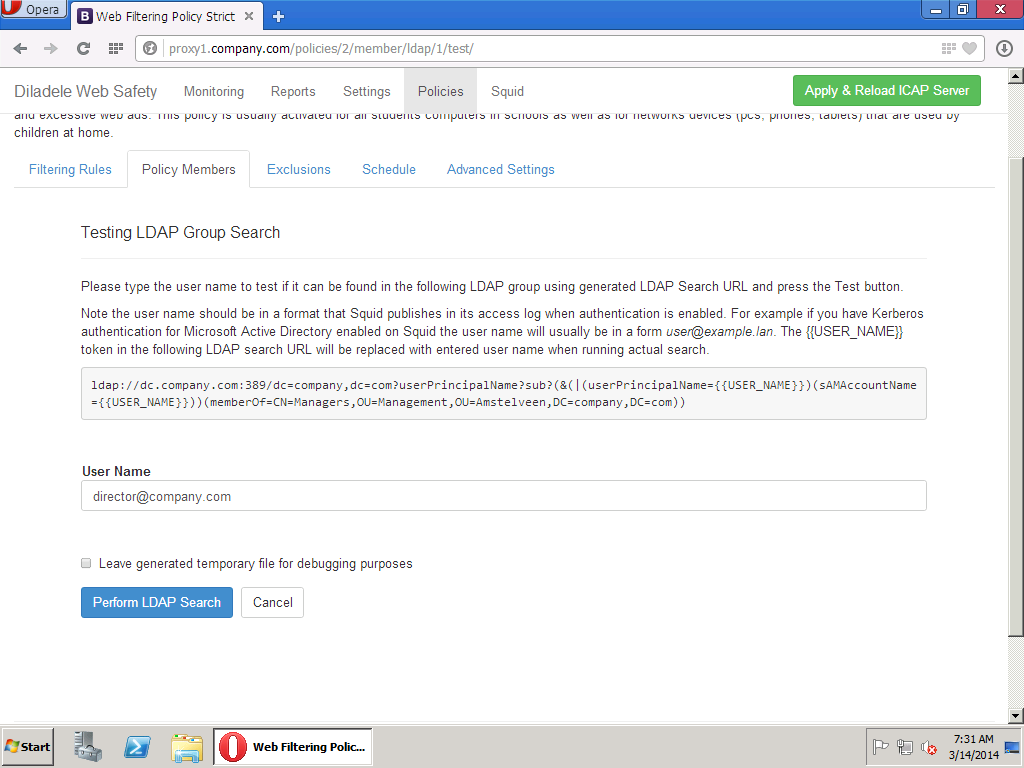 Opera
B Web Filtering Policy Strict
proxy1.company.com/policies/2/member/ldap/1/test/
Diladele Web Safety Monitoring Reports Settings Policies Squid Apply & Reload ICAP Server
and excessive web ads. This policy is usually activated for all students computers in schools as well as for networks devices (pcs, phones, tablets) that are used by
children at home.
Filtering Rules Policy Members Exclusions Schedule Advanced Settings
Testing LDAP Group Search
Please type the user name to test if it can be found in the following LDAP group using generated LDAP Search URL and press the Test button.
Note the user name should be in a format that Squid publishes in its access log when authentication is enabled. For example if you have Kerberos
authentication for Microsoft Active Directory enabled on Squid the user name will usually be in a form user@example.lan. The {{USER_NAME}}
token in the following LDAP search URL will be replaced with entered user name when running actual search.
ldap://dc.company.com:389/dc=company,dc=com?userPrincipalName?sub?(&(|(userPrincipalName={{USER_NAME}})(sAMAccountName
={{USER_NAME}}))(memberOf=CN=Managers,OU=Management,OU=Amstelveen,DC=company,DC=com))
User Name
director@company.com
Leave generated temporary file for debugging purposes
Perform LDAP Search Cancel
Start Web Filtering Polic... 7:31 AM
3/14/2014